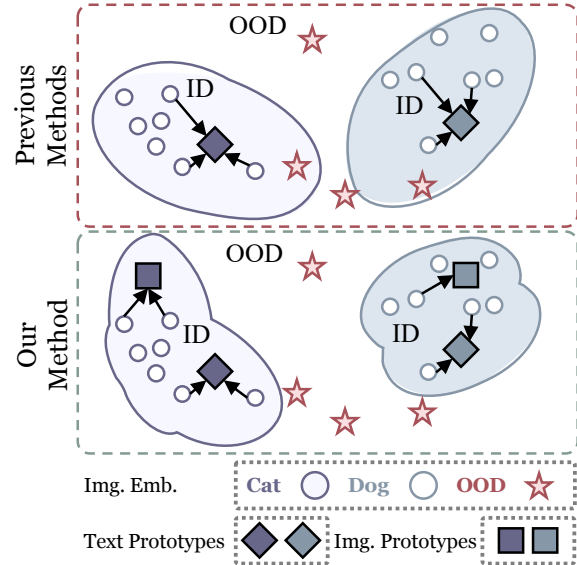 Previous
Methods
OOD
ID
ID
Our
Method
OOD
ID
ID
Img. Emb.
Cat
Dog
OOD
Text Prototypes
Img. Prototypes